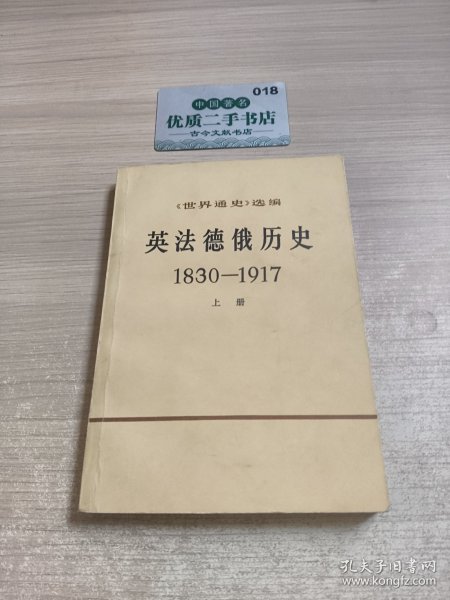 018
中国著名
优质二手书店
古今文献书店
《世界通史》选编
英法德俄历史
1830—1917
上册
孔夫子旧书网
www.kongfz.com